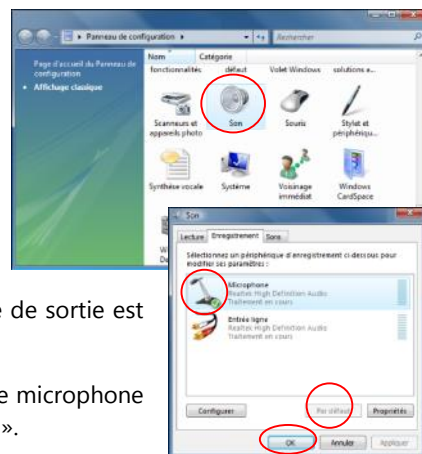 Panneau de configuration
Rechercher
Page d'accueil du Panneau de
configuration
Affichage classique
Nom
Catégorie
fonctionnalités
défaut
Volet Windows
solutions e...
Scanneurs et
appareils photo
Son
Souris
Stylet et
périphériqu...
Synthèse vocale
Système
Voisinage
immédiat
Windows
CardSpace
Son
Lecture
Enregistrement
Sons
Sélectionnez un périphérique d'enregistrement ci-dessous pour
modifier ses paramètres :
Microphone
Realtek High Definition Audio
Traitement en cours
Entrée ligne
Realtek High Definition Audio
Traitement en cours
Configurer
Par défaut
Propriétés
OK
Annuler
Appliquer
de sortie est
e microphone
».